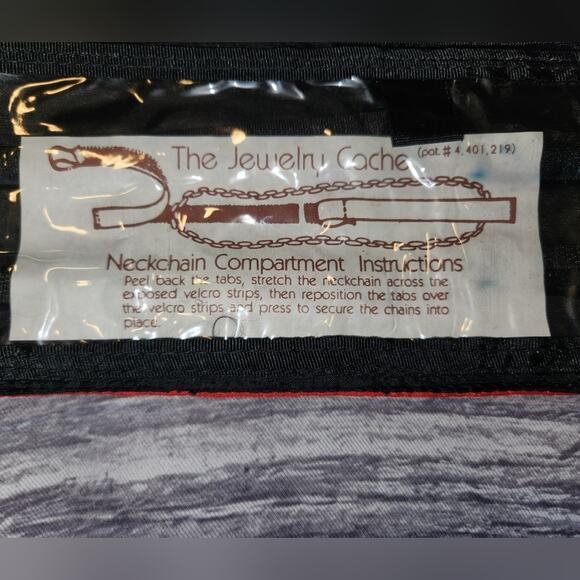 The Jewelry Cache (pat. # 4,401,219)
Neckchain Compartment Instructions
Peel back the tabs, stretch the neckchain across the
exposed velcro strips, then reposition the tabs over
the velcro strips and press to secure the chains into
place.